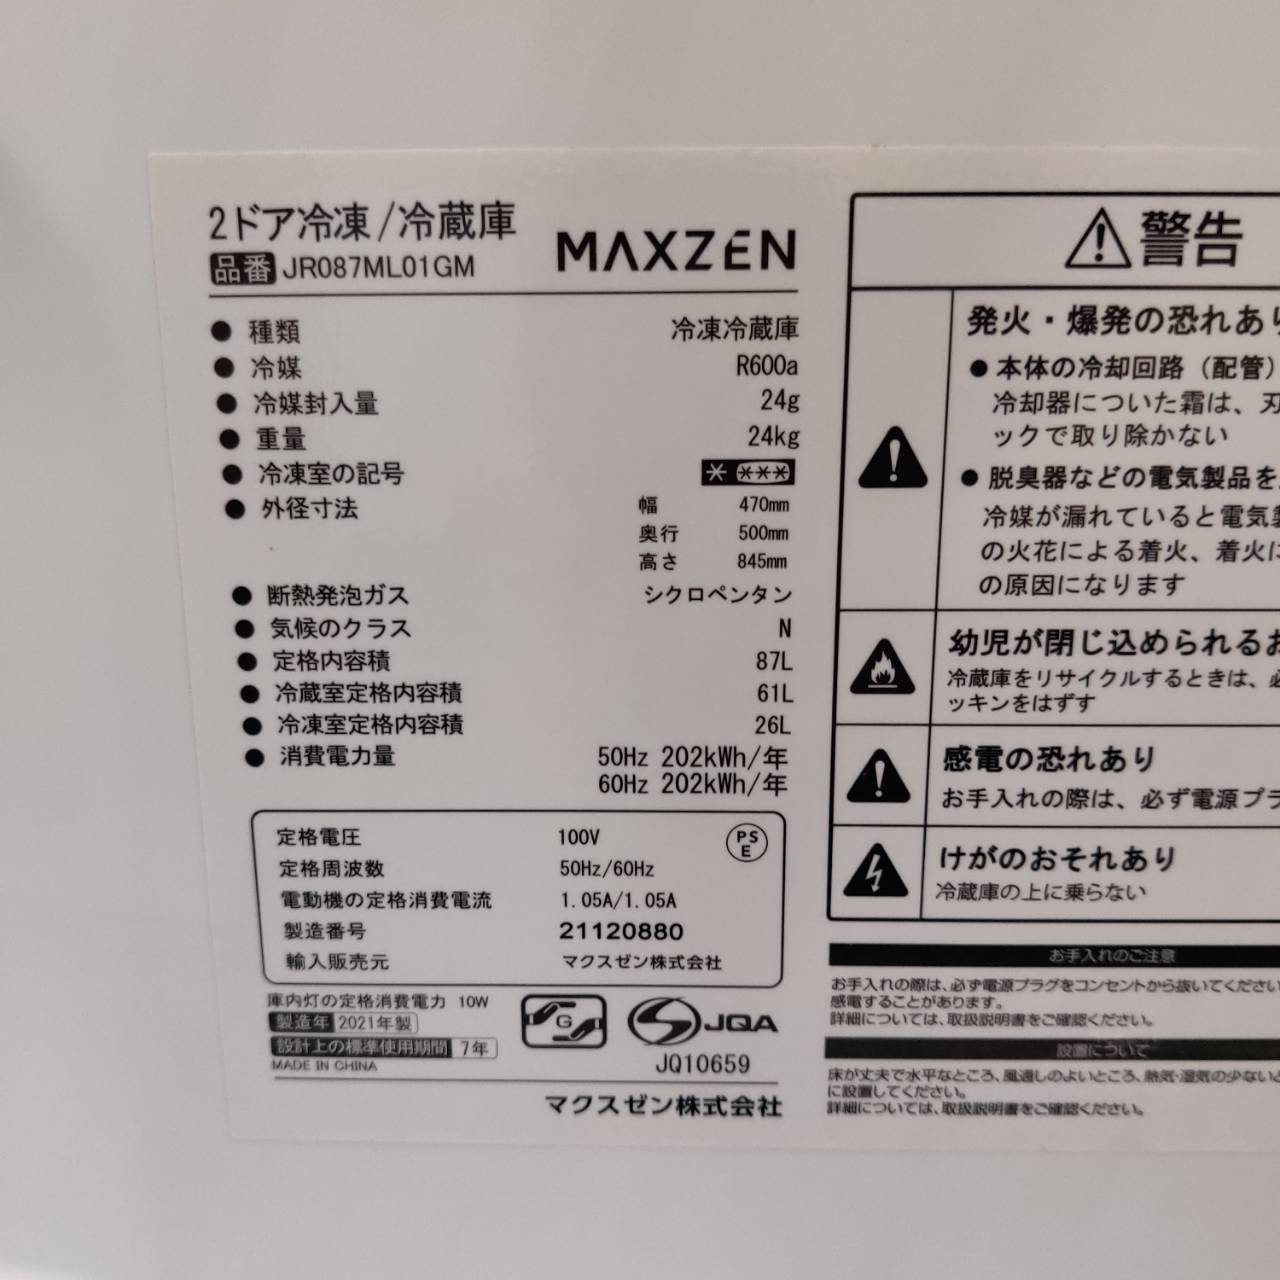 2ドア冷凍/冷蔵庫
品番 JR087ML01GM
MAXZEN
● 種類 冷凍冷蔵庫
● 冷媒 R600a
● 冷媒封入量 24g
● 重量 24kg
● 冷凍室の記号 * ***
● 外径寸法 幅 470mm
奥行 500mm
高さ 845mm
● 断熱発泡ガス シクロペンタン
● 気候のクラス N
● 定格内容積 87L
● 冷蔵室定格内容積 61L
● 冷凍室定格内容積 26L
● 消費電力量 50Hz 202kWh/年
60Hz 202kWh/年
定格電圧 100V
PS
E
定格周波数 50Hz/60Hz
電動機の定格消費電流 1.05A/1.05A
製造番号 21120880
輸入販売元 マクスゼン株式会社
庫内灯の定格消費電力 10W
製造年 2021年製
設計上の標準使用期間 7年
MADE IN CHINA
G
JQA
JQ10659
マクスゼン株式会社
警告
発火・爆発の恐れあり
● 本体の冷却回路（配管）
冷却器についた霜は、刃
ックで取り除かない
● 脱臭器などの電気製品を
冷媒が漏れていると電気製
の火花による着火、着火に
の原因になります
幼児が閉じ込められるお
冷蔵庫をリサイクルするときは、必
ッキンをはずす
感電の恐れあり
お手入れの際は、必ず電源プラ
けがのおそれあり
冷蔵庫の上に乗らない
お手入れのご注意
お手入れの際は、必ず電源プラグをコンセントから抜いてください
感電することがあります。
詳細については、取扱説明書をご確認ください。
設置について
床が丈夫で水平なところ、風通しのよいところ、熱気・湿気の少ないと
に設置してください。
詳細については、取扱説明書をご確認ください。